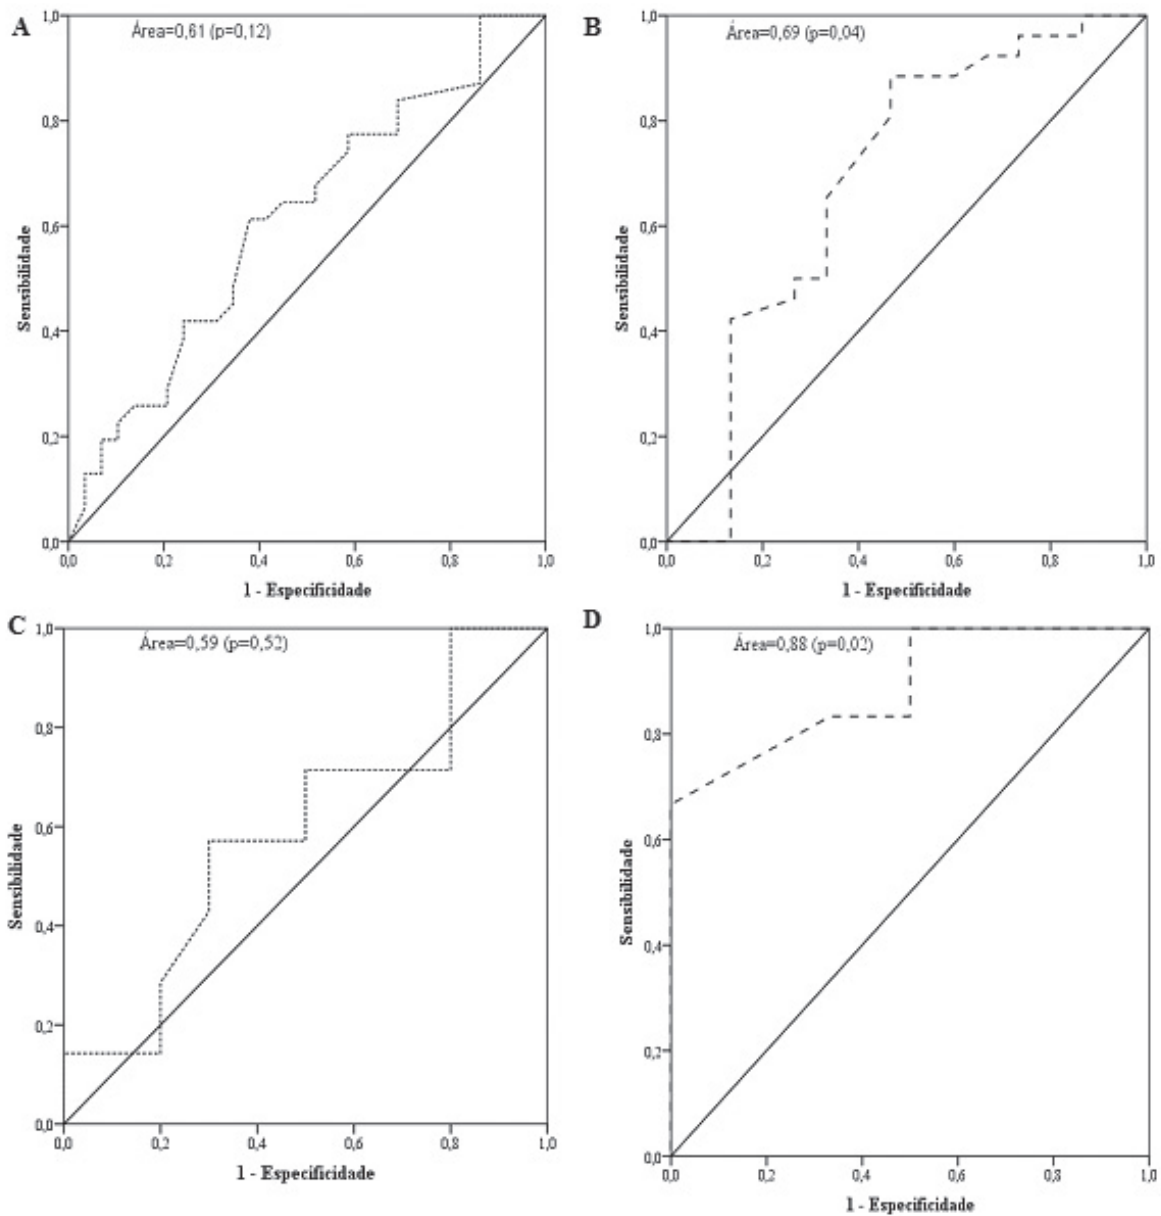 A
Área=0,61 (p=0,12)
1,0
0,8
0,6
0,4
0,2
0,0
Sensibilidade
0,0 0,2 0,4 0,6 0,8 1,0
1 - Especificidade
B
Área=0,69 (p=0,04)
1,0
0,8
0,6
0,4
0,2
0,0
Sensibilidade
0,0 0,2 0,4 0,6 0,8 1,0
1 - Especificidade
C
Área=0,59 (p=0,52)
1,0
0,8
0,6
0,4
0,2
0,0
Sensibilidade
0,0 0,2 0,4 0,6 0,8 1,0
1 - Especificidade
D
Área=0,88 (p=0,02)
1,0
0,8
0,6
0,4
0,2
0,0
Sensibilidade
0,0 0,2 0,4 0,6 0,8 1,0
1 - Especificidade